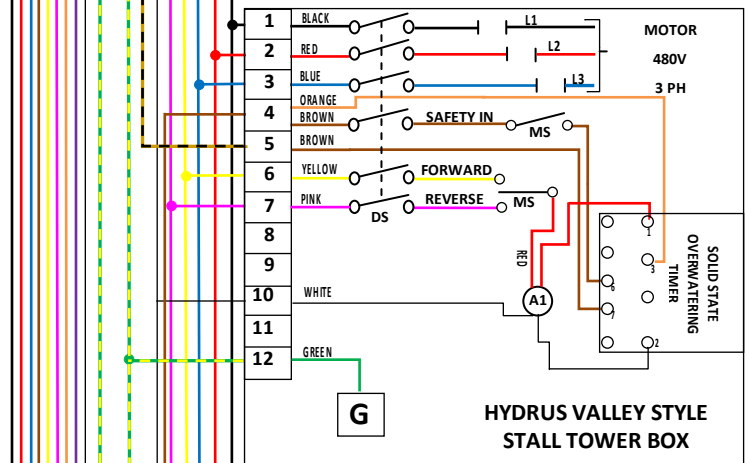 1 BLACK L1 MOTOR
2 RED L2 480V
3 BLUE L3 3 PH
4 ORANGE
BROWN SAFETY IN MS
5 BROWN
6 YELLOW FORWARD
7 PINK REVERSE MS
DS
8
9
10 WHITE
11
12 GREEN
RED
A1
1
3
6
7
2
SOLID STATE
OVERWATERING
TIMER
G
HYDRUS VALLEY STYLE
STALL TOWER BOX